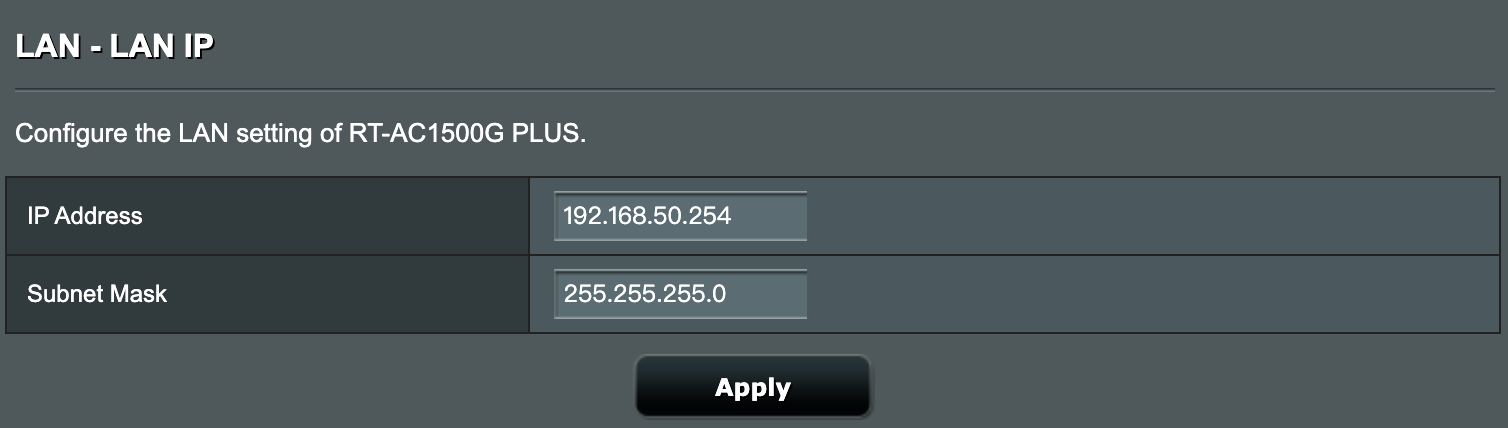 LAN - LAN IP
Configure the LAN setting of RT-AC1500G PLUS.
IP Address 192.168.50.254
Subnet Mask 255.255.255.0
Apply